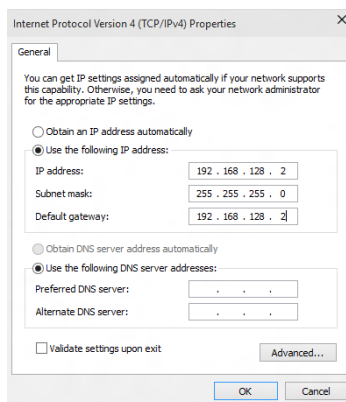 Internet Protocol Version 4 (TCP/IPv4) Properties
General
You can get IP settings assigned automatically if your network supports
this capability. Otherwise, you need to ask your network administrator
for the appropriate IP settings.
Obtain an IP address automatically
Use the following IP address:
IP address: 192 . 168 . 128 . 2
Subnet mask: 255 . 255 . 255 . 0
Default gateway: 192 . 168 . 128 . 2
Obtain DNS server address automatically
Use the following DNS server addresses:
Preferred DNS server: . . .
Alternate DNS server: . . .
Validate settings upon exit
Advanced...
OK Cancel